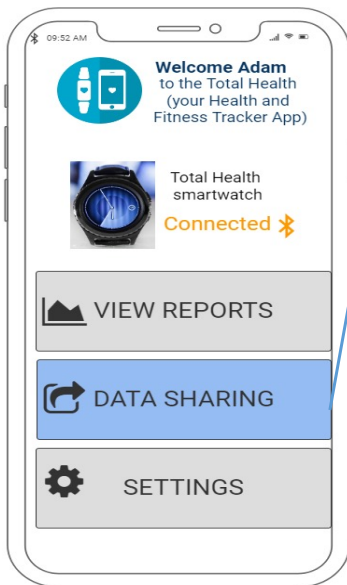 09:52 AM
Welcome Adam
to the Total Health
(your Health and
Fitness Tracker App)
Total Health
smartwatch
Connected
VIEW REPORTS
DATA SHARING
SETTINGS